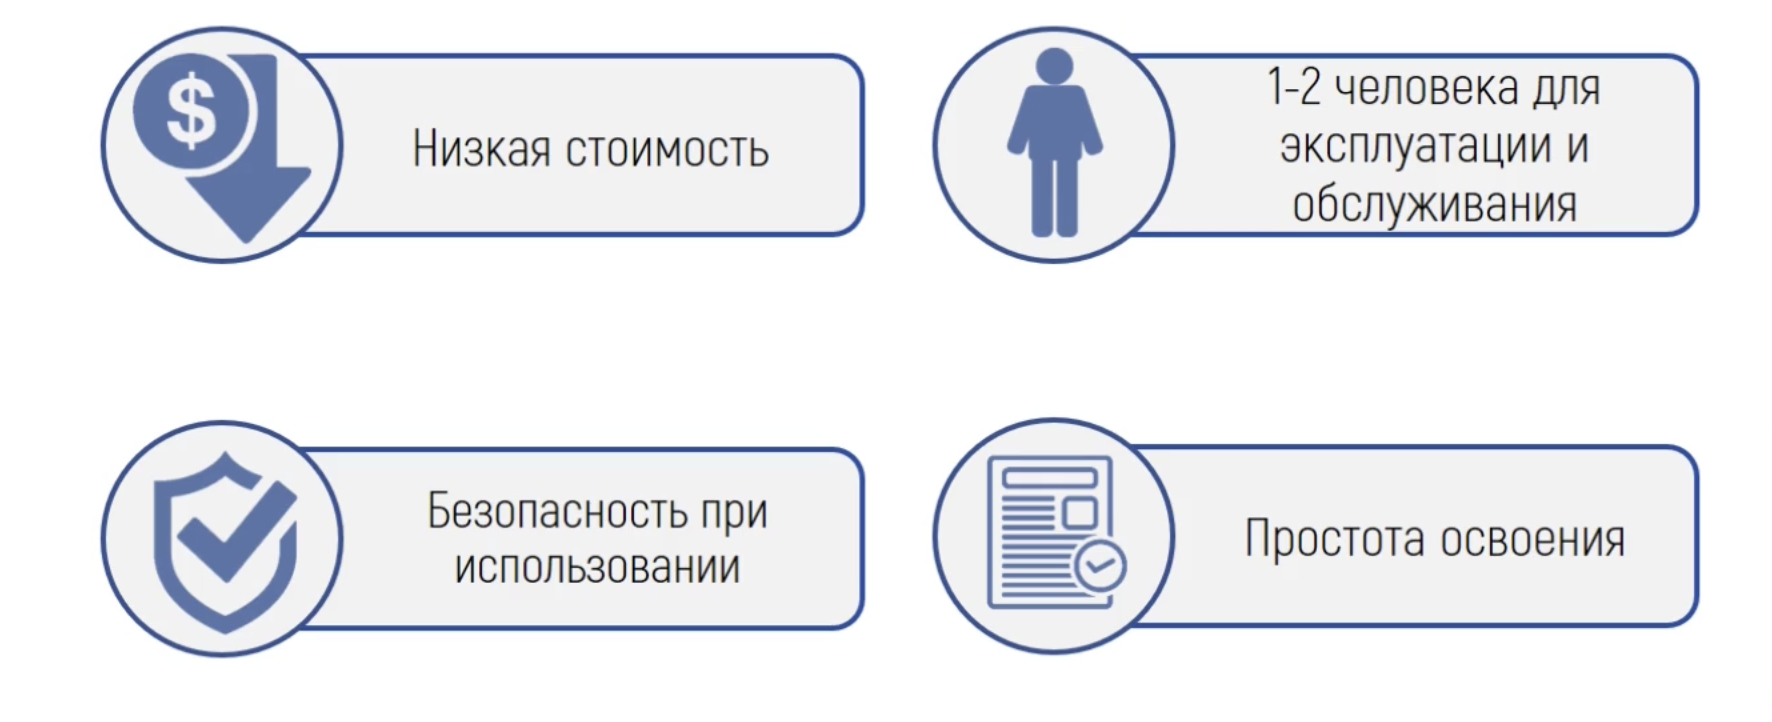 $
Низкая стоимость
1-2 человека для
эксплуатации и
обслуживания
Безопасность при
использовании
Простота освоения